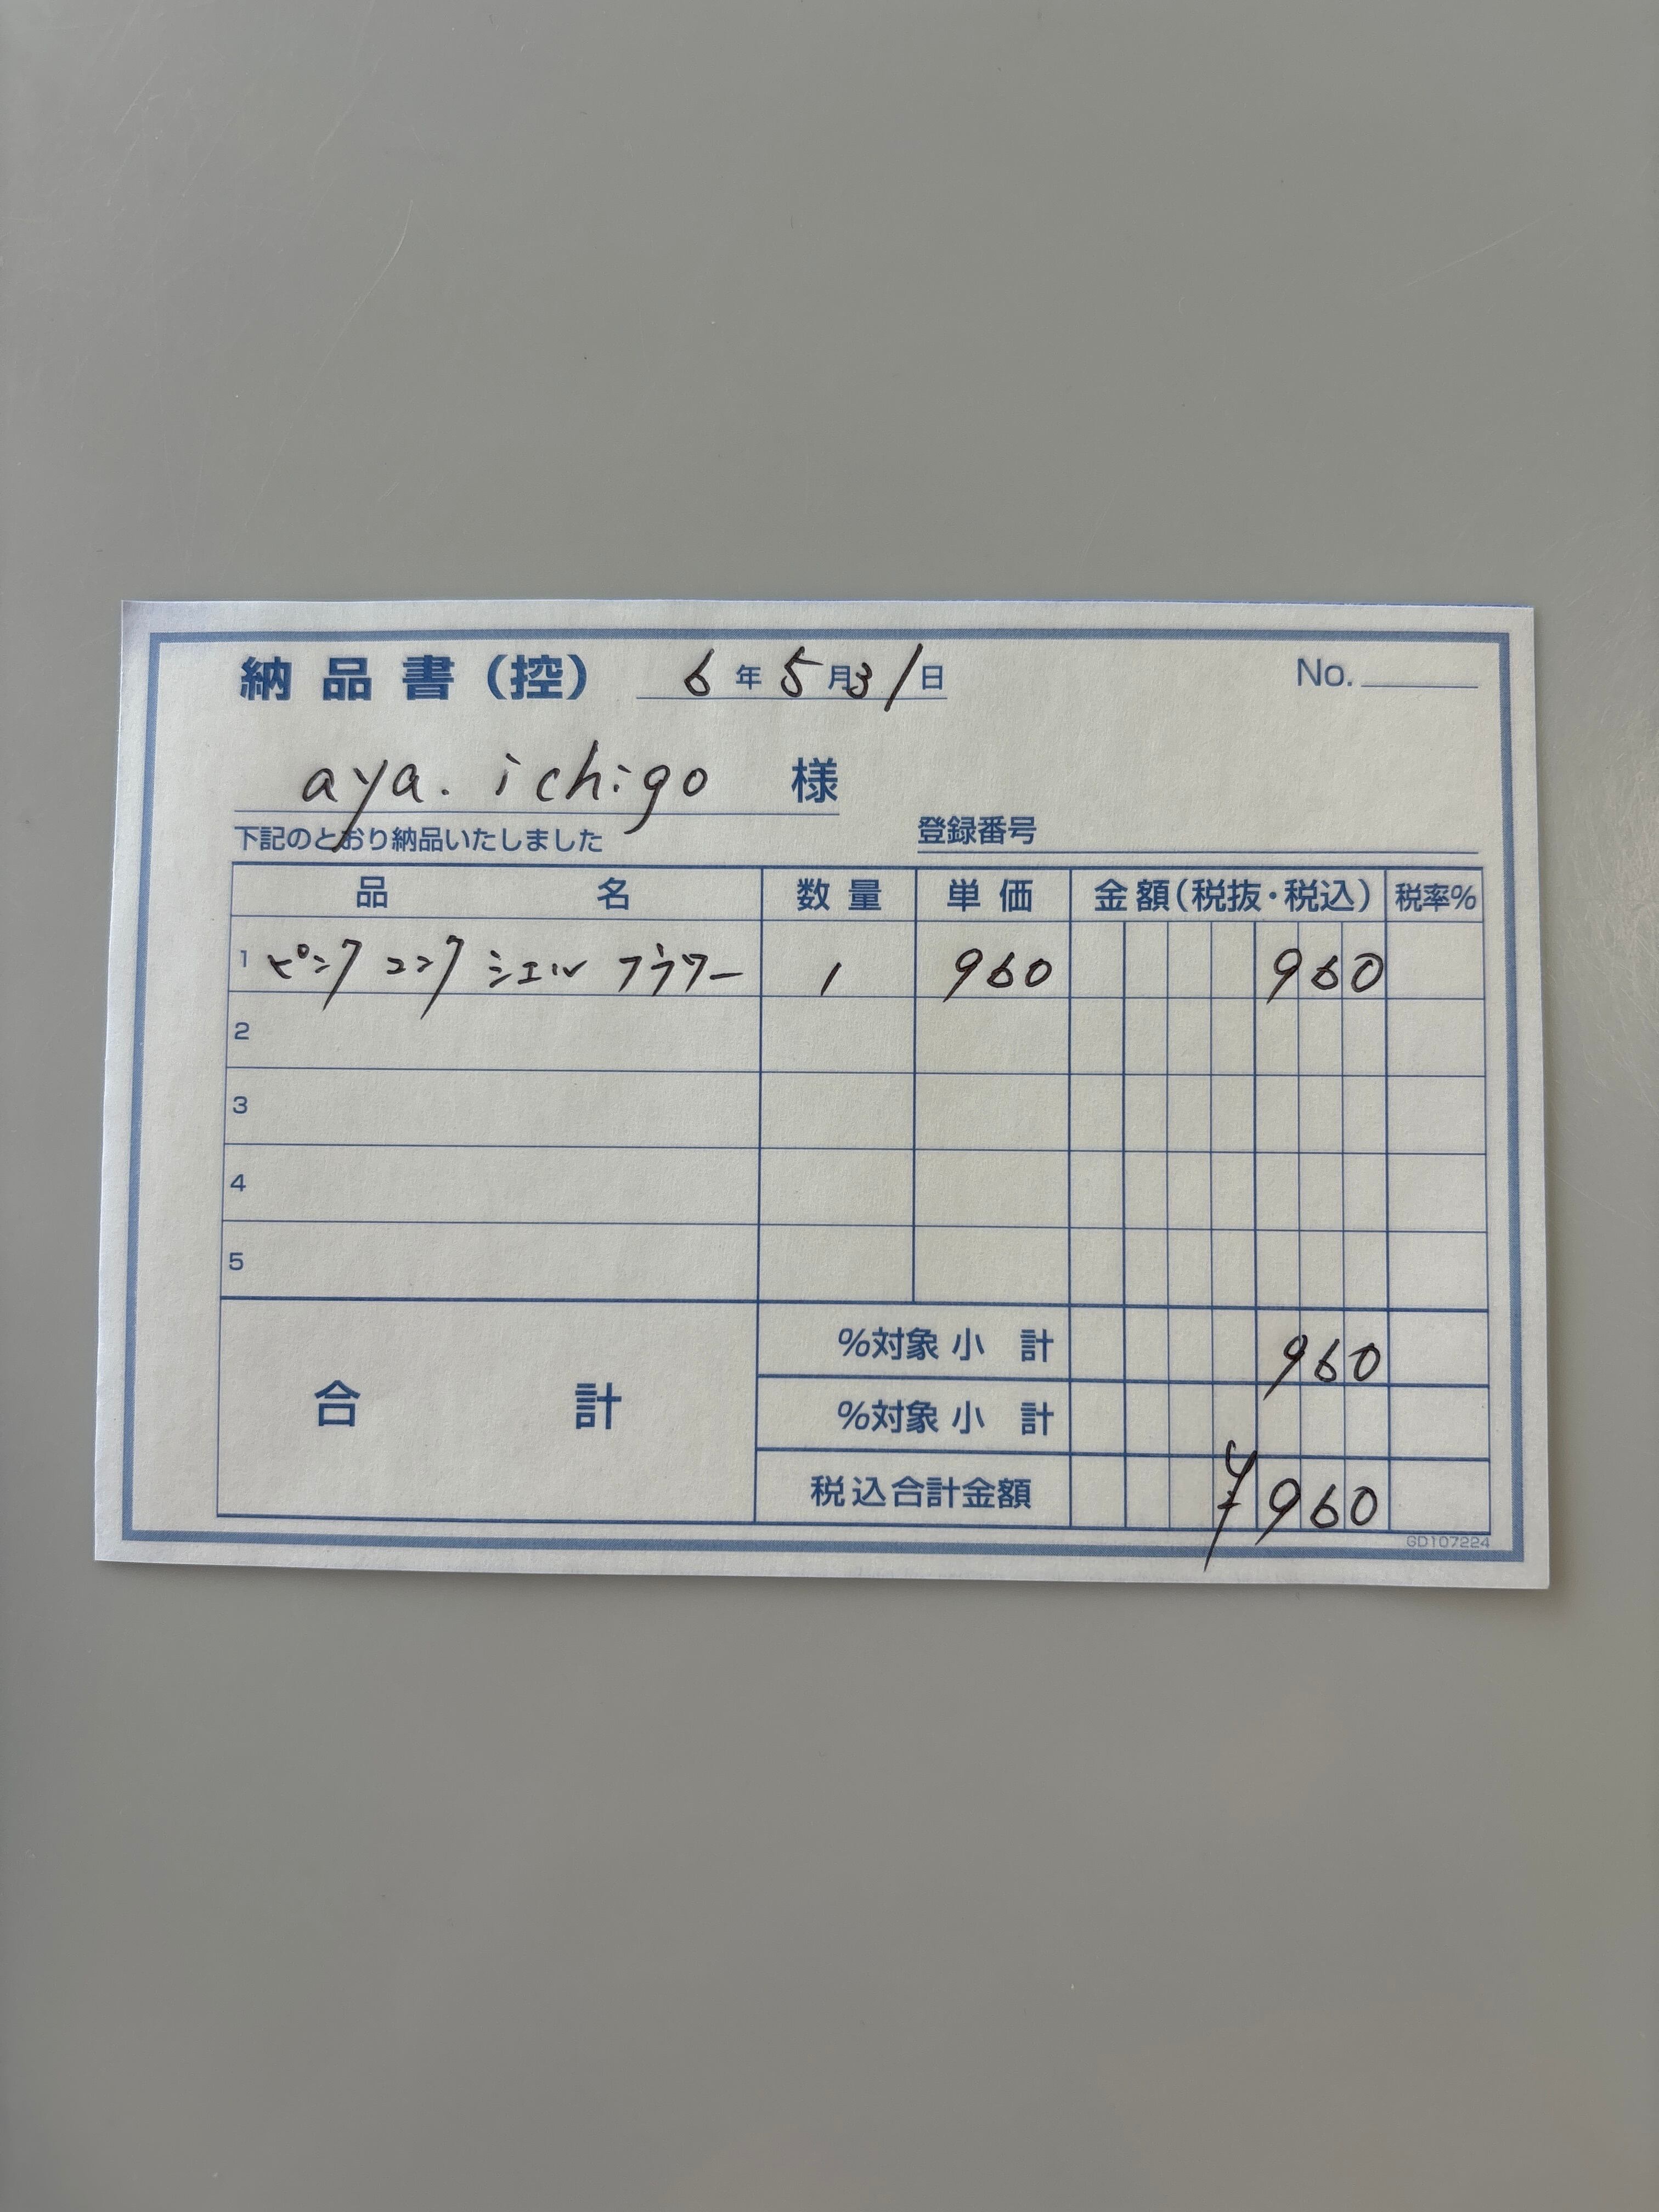 納品書（控） 6年5月31日 No.
aya.ichigo 様
下記のとおり納品いたしました 登録番号
品名 数量 単価 金額（税抜・税込） 税率%
1 ピンク コンク シェル フラワー 1 960 960
2
3
4
5
%対象 小計 960
合計 %対象 小計
税込合計金額 ¥960
GD107224